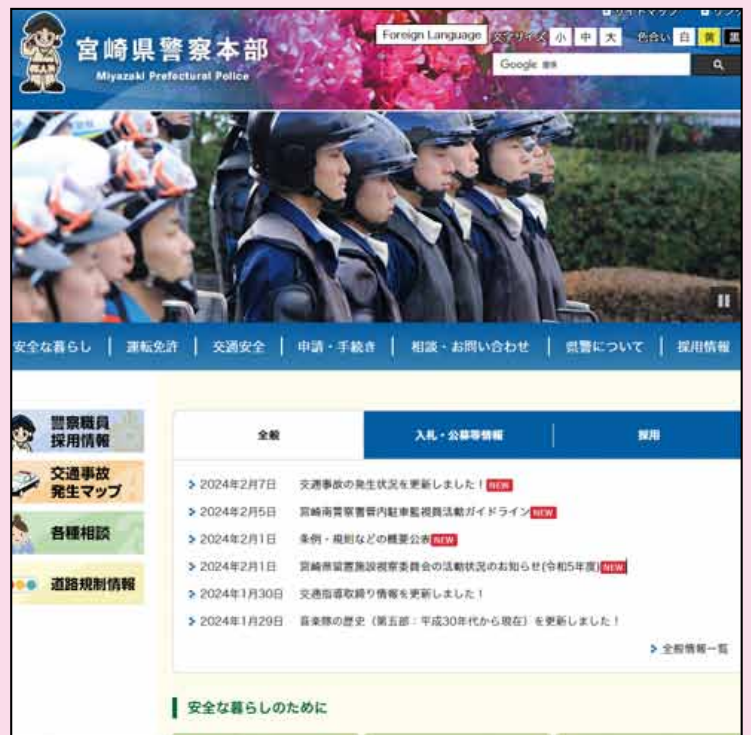 宮崎県警察本部
Miyazaki Prefectural Police
サイトマップ
Foreign Language 文字サイズ 小 中 大 色合い 白 黄 黒
Google 検索
安全な暮らし 運転免許 交通安全 申請・手続き 相談・お問い合わせ 県警について 採用情報
警察職員
採用情報
交通事故
発生マップ
各種相談
道路規制情報
全般 入札・公募等情報 採用
2024年2月7日 交通事故の発生状況を更新しました! NEW
2024年2月5日 宮崎南警察署管内駐車監視員活動ガイドライン NEW
2024年2月1日 条例・規則などの概要公表 NEW
2024年2月1日 宮崎県留置施設視察委員会の活動状況のお知らせ(令和5年度) NEW
2024年1月30日 交通指導取締り情報を更新しました!
2024年1月29日 音楽隊の歴史(第五部:平成30年代から現在)を更新しました!
全般情報一覧
安全な暮らしのために